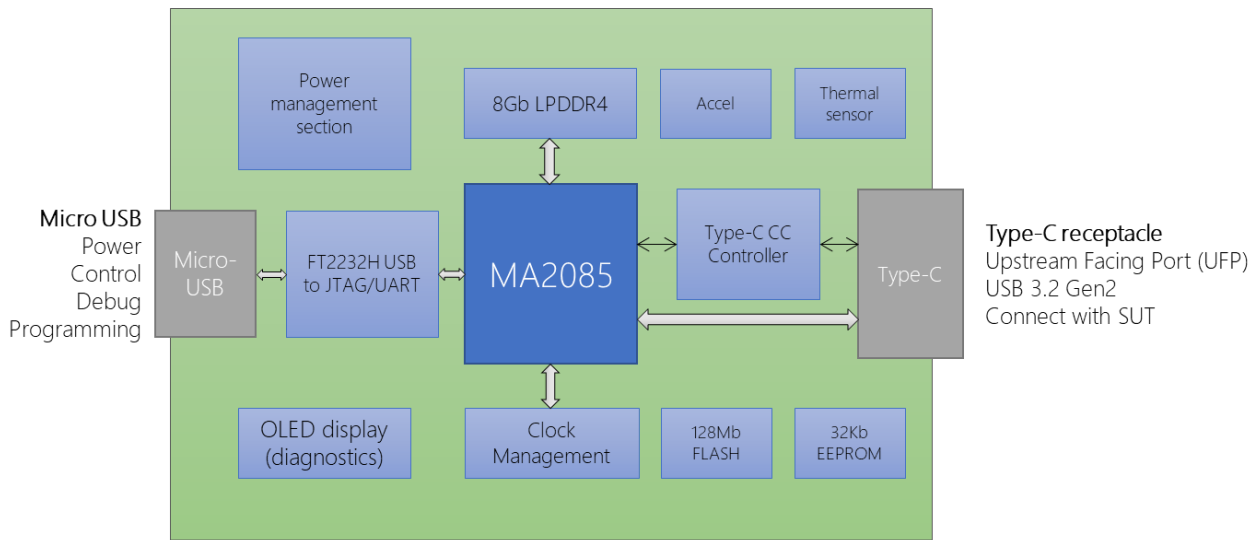 Power
management
section
8Gb LPDDR4
Accel
Thermal
sensor
Micro USB
Power
Control
Debug
Programming
Micro-
USB
FT2232H USB
to JTAG/UART
MA2085
Type-C CC
Controller
Type-C
Type-C receptacle
Upstream Facing Port (UFP)
USB 3.2 Gen2
Connect with SUT
OLED display
(diagnostics)
Clock
Management
128Mb
FLASH
32Kb
EEPROM